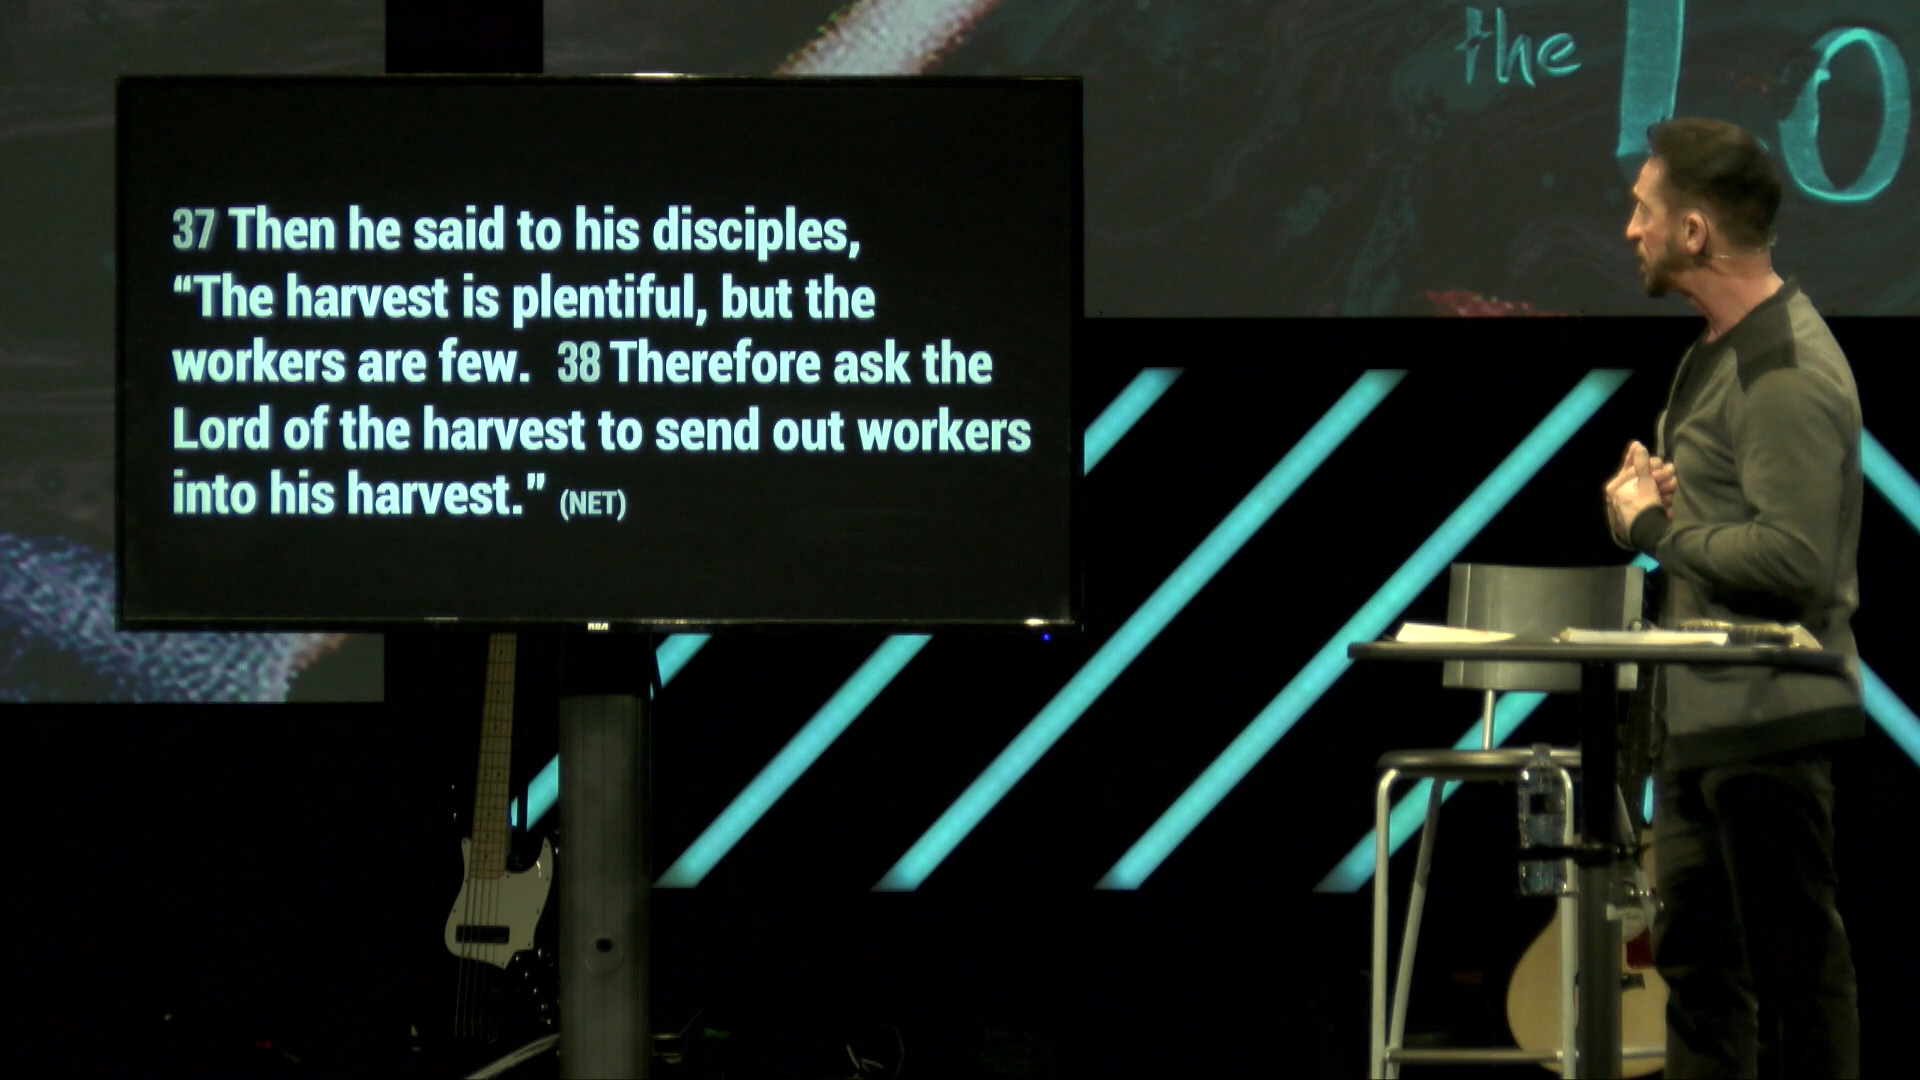 the Lo
37 Then he said to his disciples,
“The harvest is plentiful, but the
workers are few.  38 Therefore ask the
Lord of the harvest to send out workers
into his harvest.” (NET)
RCA